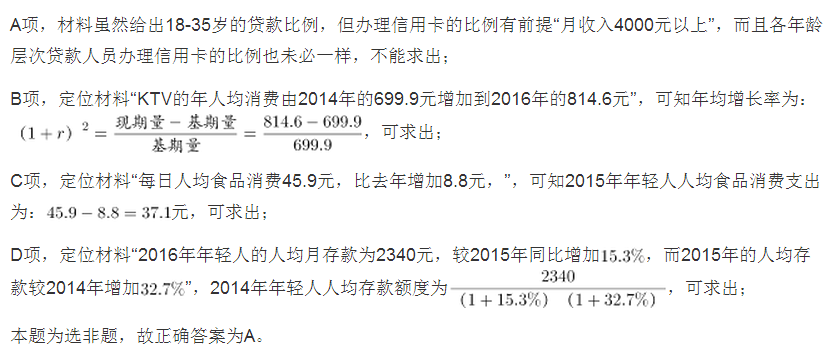 A项，材料虽然给出18-35岁的贷款比例，但办理信用卡的比例有前提“月收入4000元以上”，而且各年龄
层次贷款人员办理信用卡的比例也未必一样，不能求出；
B项，定位材料“KTV的年人均消费由2014年的699.9元增加到2016年的814.6元”，可知年均增长率为：
(1+r)² = (现期量−基期量)/基期量 = (814.6−699.9)/699.9，可求出；
C项，定位材料“每日人均食品消费45.9元，比去年增加8.8元，”，可知2015年年轻人人均食品消费支出
为：45.9−8.8=37.1元，可求出；
D项，定位材料“2016年年轻人的人均月存款为2340元，较2015年同比增加15.3%，而2015年的人均存
款较2014年增加32.7%”，2014年年轻人人均存款额度为2340/((1+15.3%)(1+32.7%))，可求出；
本题为选非题，故正确答案为A。